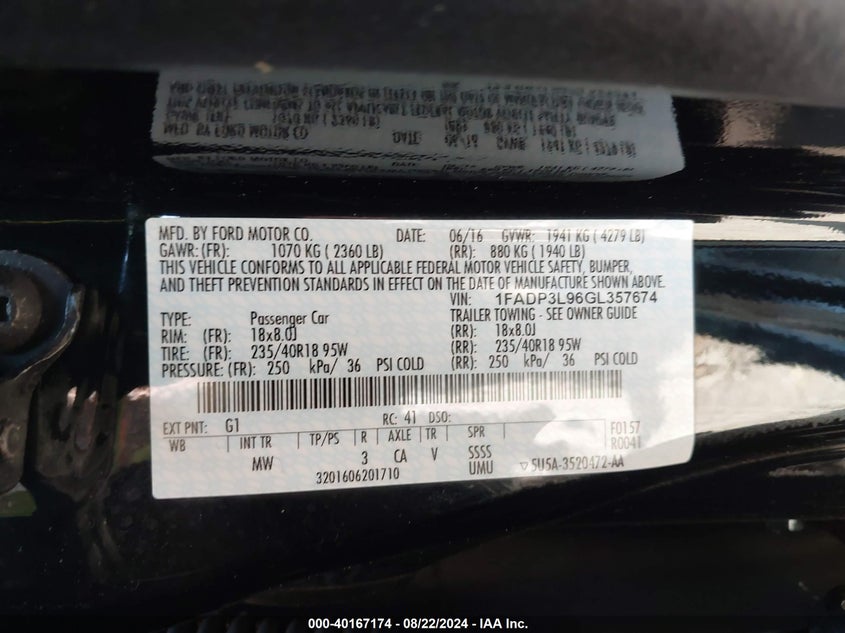 MFD. BY FORD MOTOR CO. DATE: 06/16 GVWR: 1941 KG ( 4279 LB)
GAWR: (FR): 1070 KG ( 2360 LB) (RR): 880 KG ( 1940 LB)
THIS VEHICLE CONFORMS TO ALL APPLICABLE FEDERAL MOTOR VEHICLE SAFETY, BUMPER,
AND THEFT PREVENTION STANDARDS IN EFFECT ON THE DATE OF MANUFACTURE SHOWN ABOVE.
VIN: 1FADP3L96GL357674
TYPE: Passenger Car TRAILER TOWING - SEE OWNER GUIDE
RIM: (FR): 18x8.0J (RR): 18x8.0J
TIRE: (FR): 235/40R18 95W (RR): 235/40R18 95W
PRESSURE: (FR): 250 kPa/ 36 PSI COLD (RR): 250 kPa/ 36 PSI COLD
EXT PNT: G1 RC: 41 DSO: F0157
WB INT TR TP/PS R AXLE TR SPR R0041
MW 3 CA V SSSS
3201606201710 UMU ▽5U5A-3520472-AA
000-40167174 - 08/22/2024 - IAA Inc.